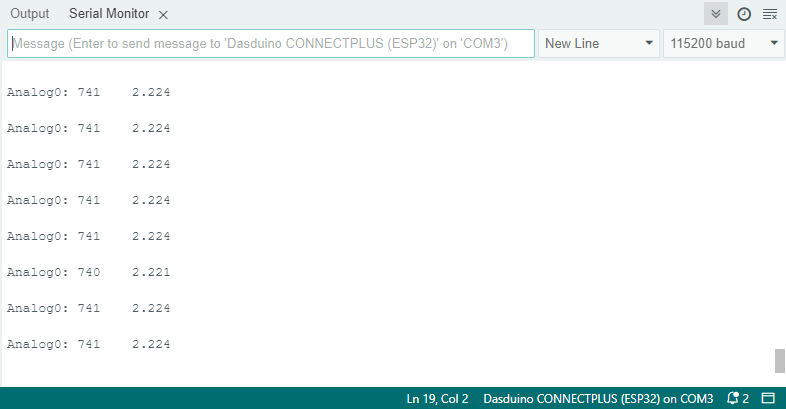 Output Serial Monitor
Message (Enter to send message to 'Dasduino CONNECTPLUS (ESP32)' on 'COM3') New Line 115200 baud
Analog0: 741 2.224
Analog0: 741 2.224
Analog0: 741 2.224
Analog0: 741 2.224
Analog0: 741 2.224
Analog0: 740 2.221
Analog0: 741 2.224
Analog0: 741 2.224
Ln 19, Col 2 Dasduino CONNECTPLUS (ESP32) on COM3 2